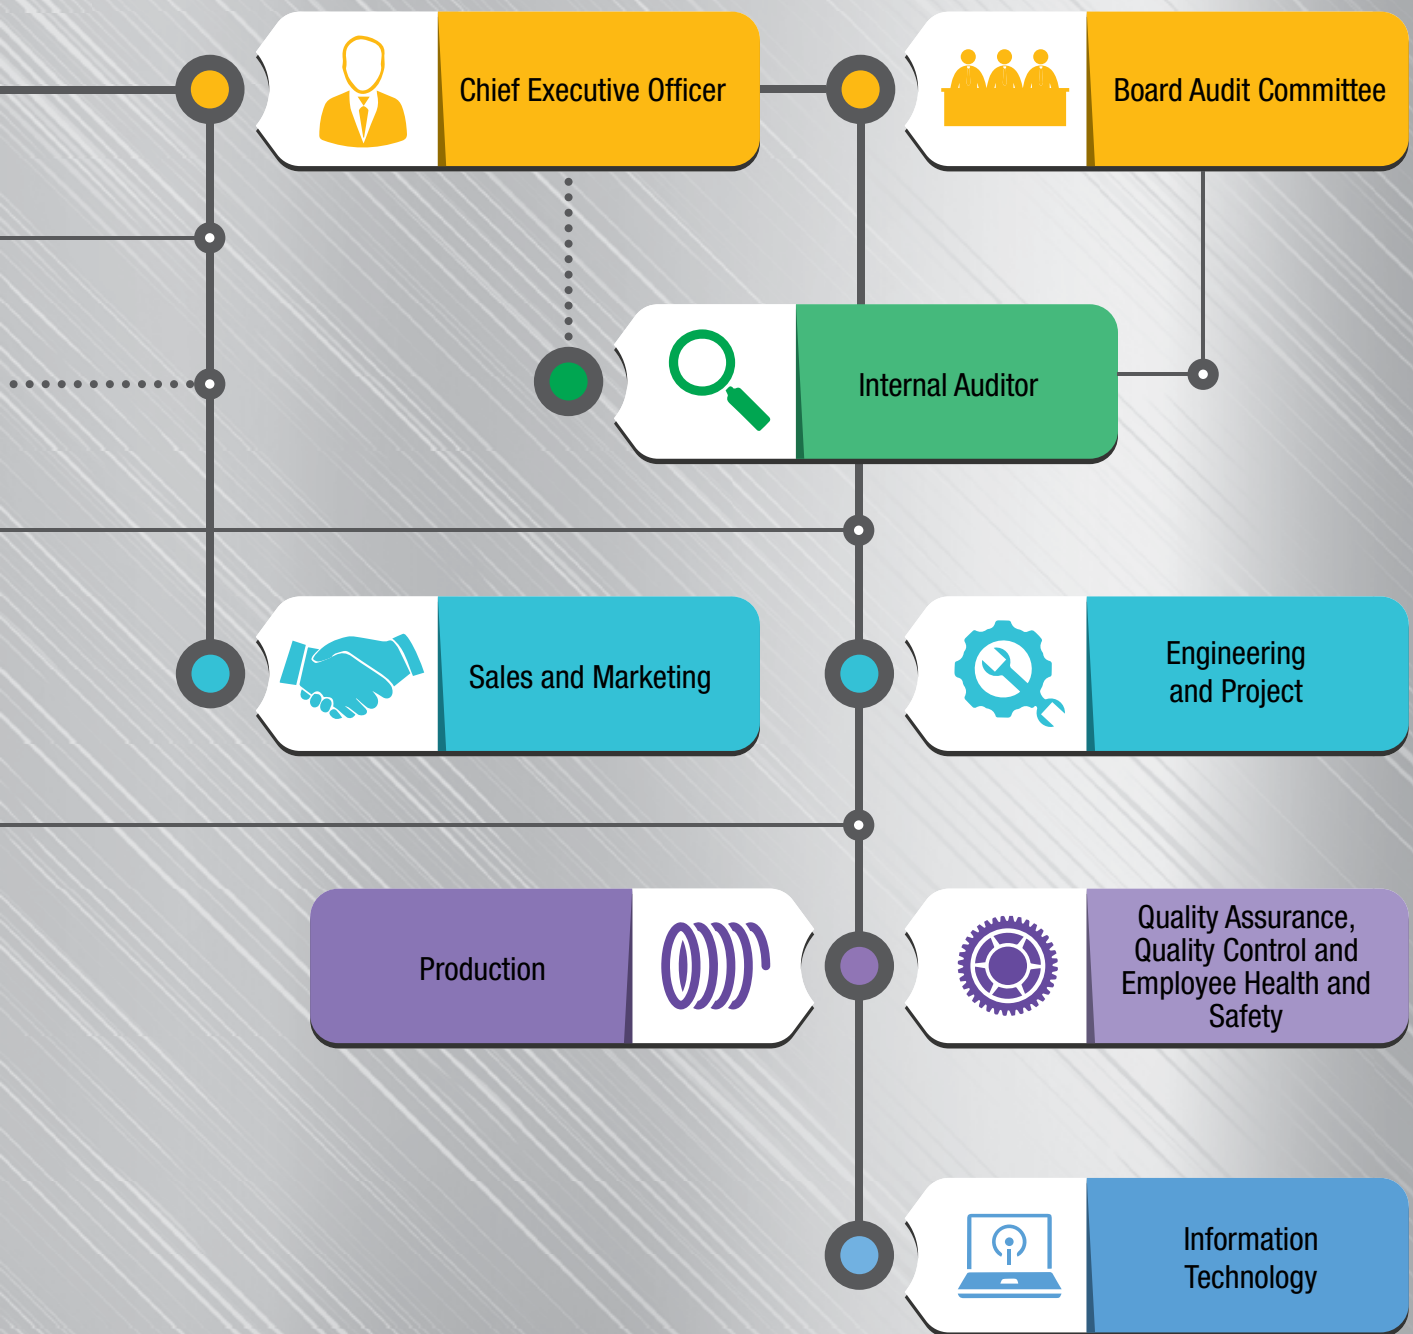 Chief Executive Officer
Board Audit Committee
Internal Auditor
Sales and Marketing
Engineering
and Project
Production
Quality Assurance,
Quality Control and
Employee Health and
Safety
Information
Technology